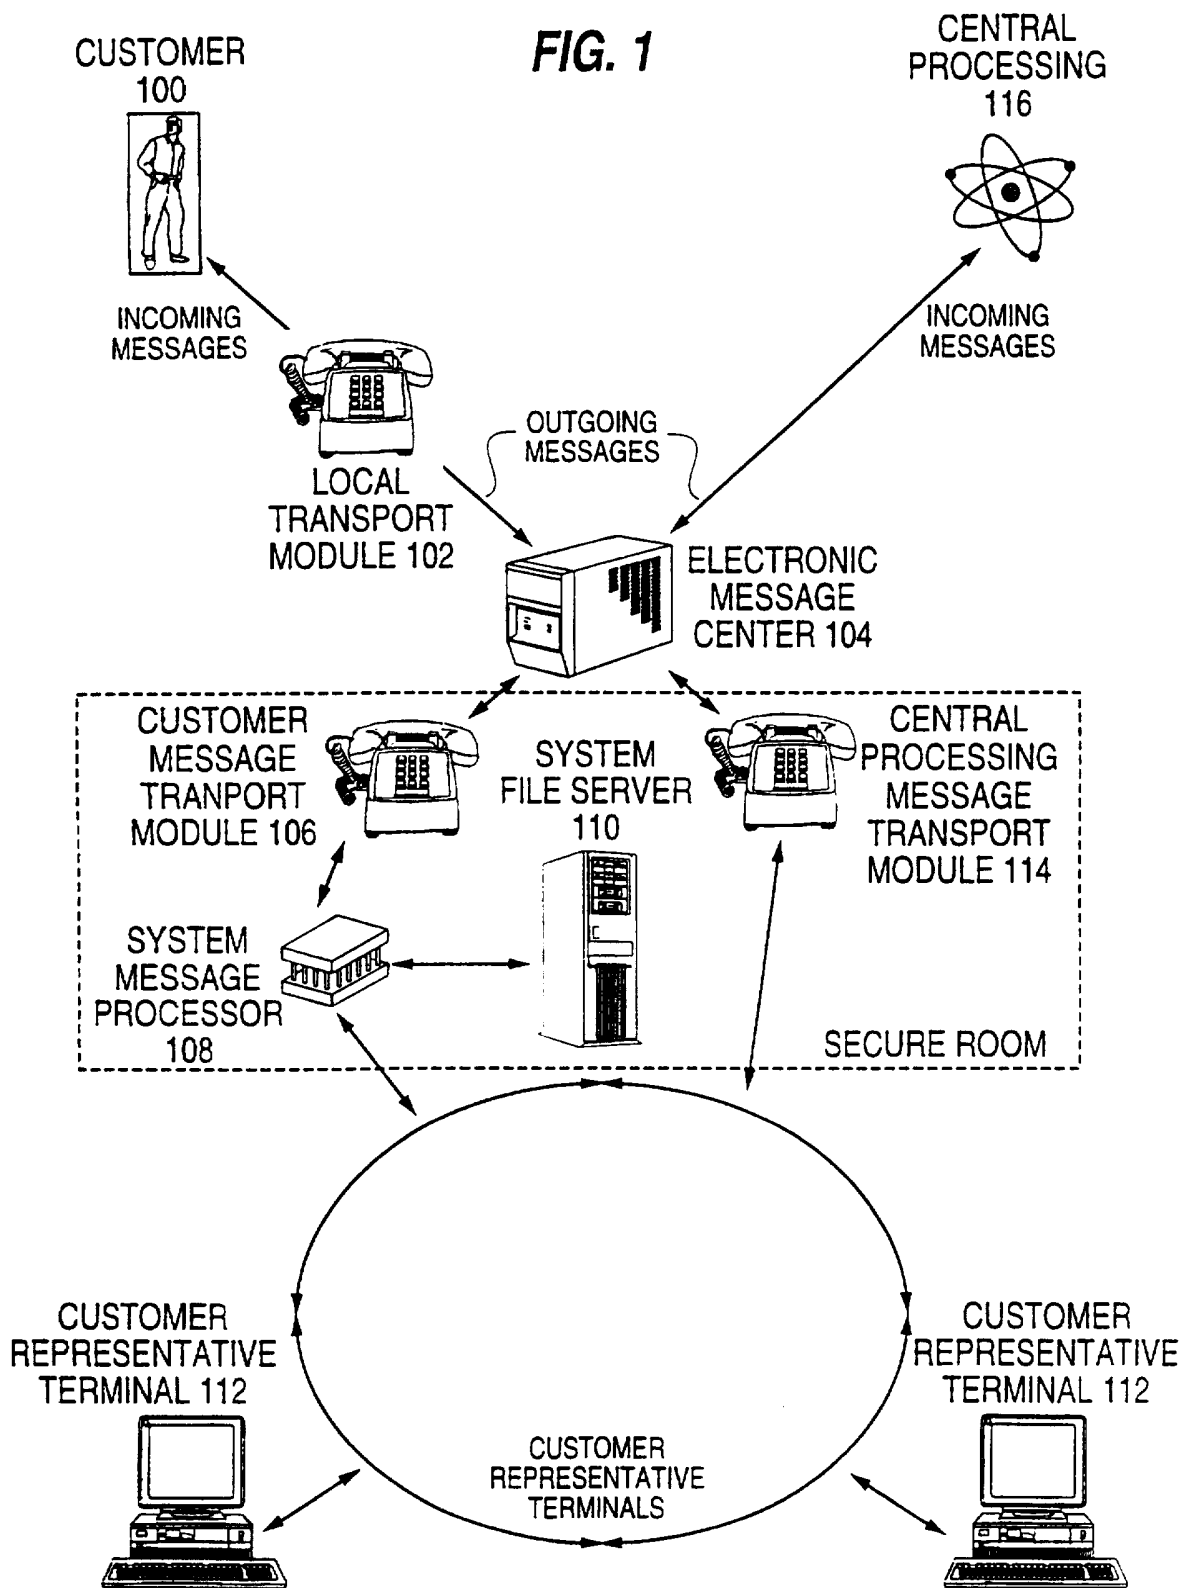 FIG. 1
CUSTOMER
100
CENTRAL
PROCESSING
116
INCOMING
MESSAGES
INCOMING
MESSAGES
OUTGOING
MESSAGES
LOCAL
TRANSPORT
MODULE 102
ELECTRONIC
MESSAGE
CENTER 104
CUSTOMER
MESSAGE
TRANPORT
MODULE 106
SYSTEM
FILE SERVER
110
CENTRAL
PROCESSING
MESSAGE
TRANSPORT
MODULE 114
SYSTEM
MESSAGE
PROCESSOR
108
SECURE ROOM
CUSTOMER
REPRESENTATIVE
TERMINAL 112
CUSTOMER
REPRESENTATIVE
TERMINAL 112
CUSTOMER
REPRESENTATIVE
TERMINALS